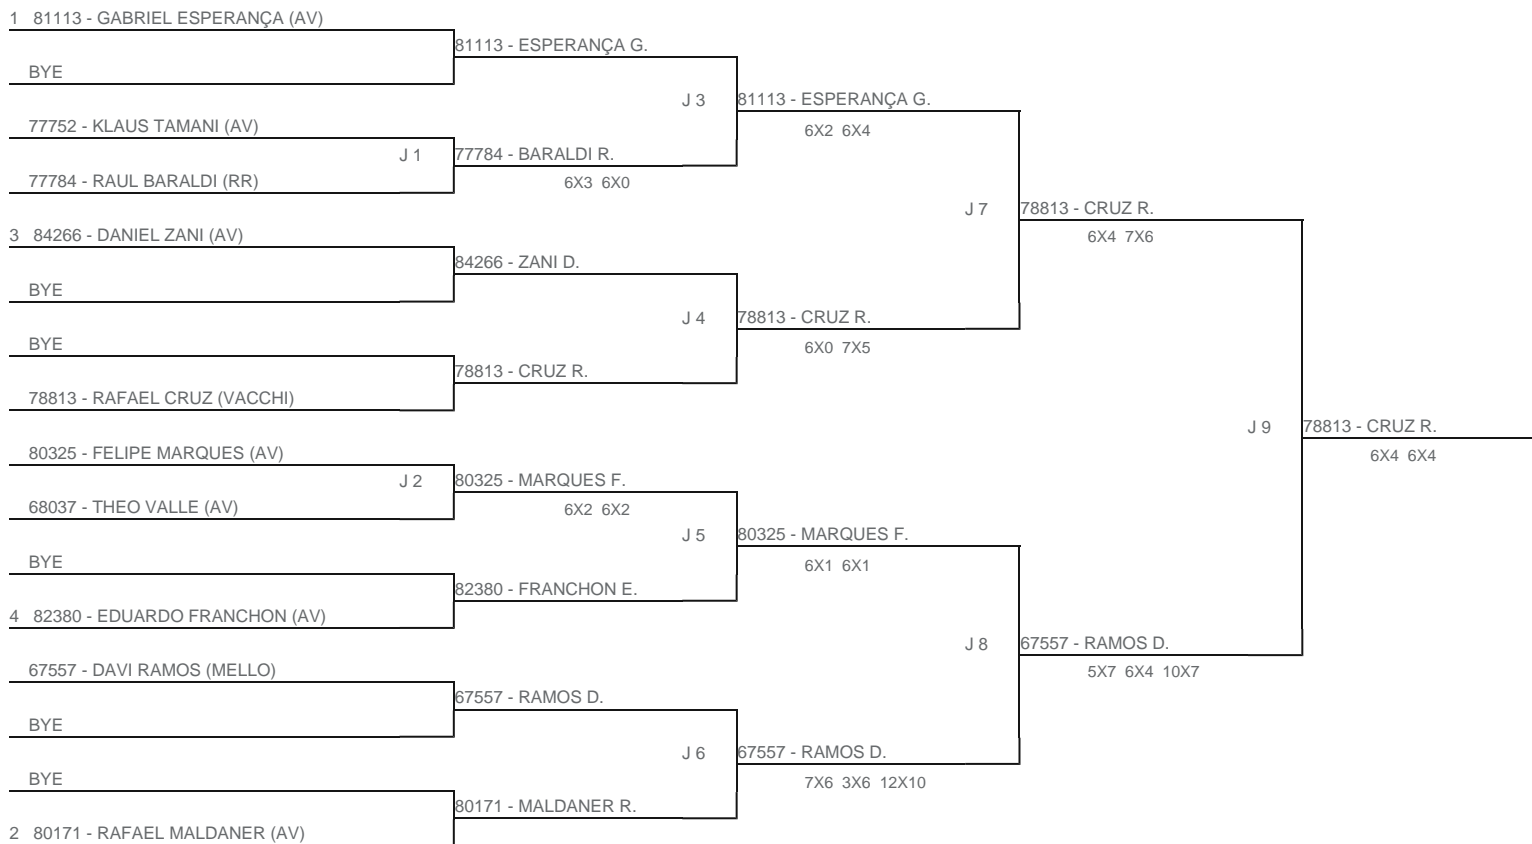 1 81113 - GABRIEL ESPERANÇA (AV)
81113 - ESPERANÇA G.
BYE
J 3
81113 - ESPERANÇA G.
6X2 6X4
77752 - KLAUS TAMANI (AV)
J 1
77784 - BARALDI R.
6X3 6X0
77784 - RAUL BARALDI (RR)
J 7
78813 - CRUZ R.
6X4 7X6
3 84266 - DANIEL ZANI (AV)
84266 - ZANI D.
BYE
J 4
78813 - CRUZ R.
6X0 7X5
BYE
78813 - CRUZ R.
78813 - RAFAEL CRUZ (VACCHI)
J 9
78813 - CRUZ R.
6X4 6X4
80325 - FELIPE MARQUES (AV)
J 2
80325 - MARQUES F.
6X2 6X2
68037 - THEO VALLE (AV)
J 5
80325 - MARQUES F.
6X1 6X1
BYE
82380 - FRANCHON E.
4 82380 - EDUARDO FRANCHON (AV)
J 8
67557 - RAMOS D.
5X7 6X4 10X7
67557 - DAVI RAMOS (MELLO)
67557 - RAMOS D.
BYE
J 6
67557 - RAMOS D.
7X6 3X6 12X10
BYE
80171 - MALDANER R.
2 80171 - RAFAEL MALDANER (AV)